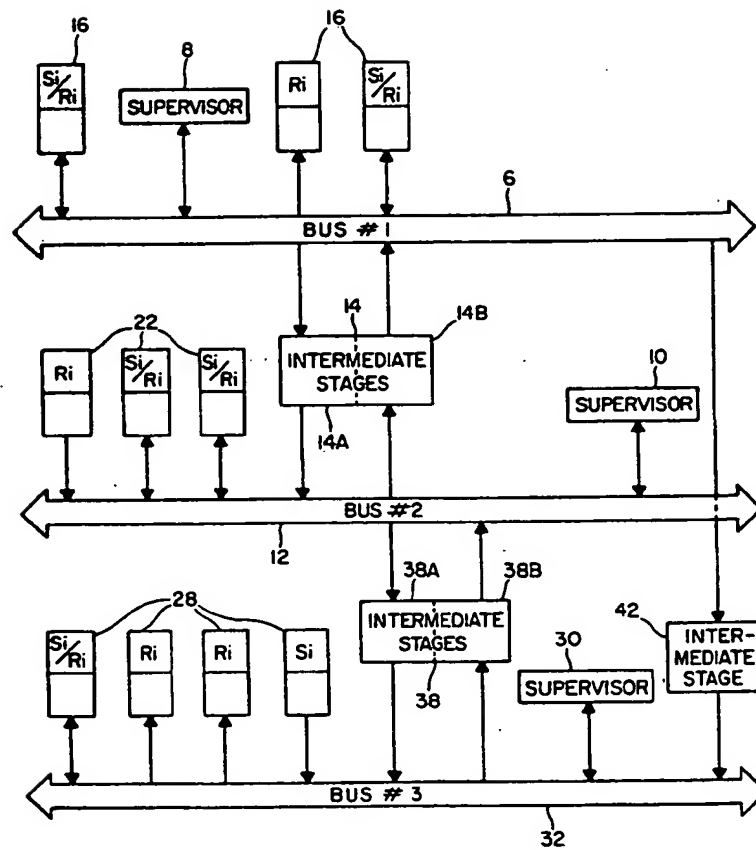 16
8
16
Si/Ri
SUPERVISOR
Ri
Si/Ri
6
BUS # 1
22
14
14B
Ri
Si/Ri
Si/Ri
INTERMEDIATE
STAGES
10
SUPERVISOR
14A
BUS #2
12
38A
38B
28
42
Si/Ri
Ri
Ri
Si
INTERMEDIATE
STAGES
30
INTER-
MEDIATE
STAGE
38
SUPERVISOR
BUS # 3
32